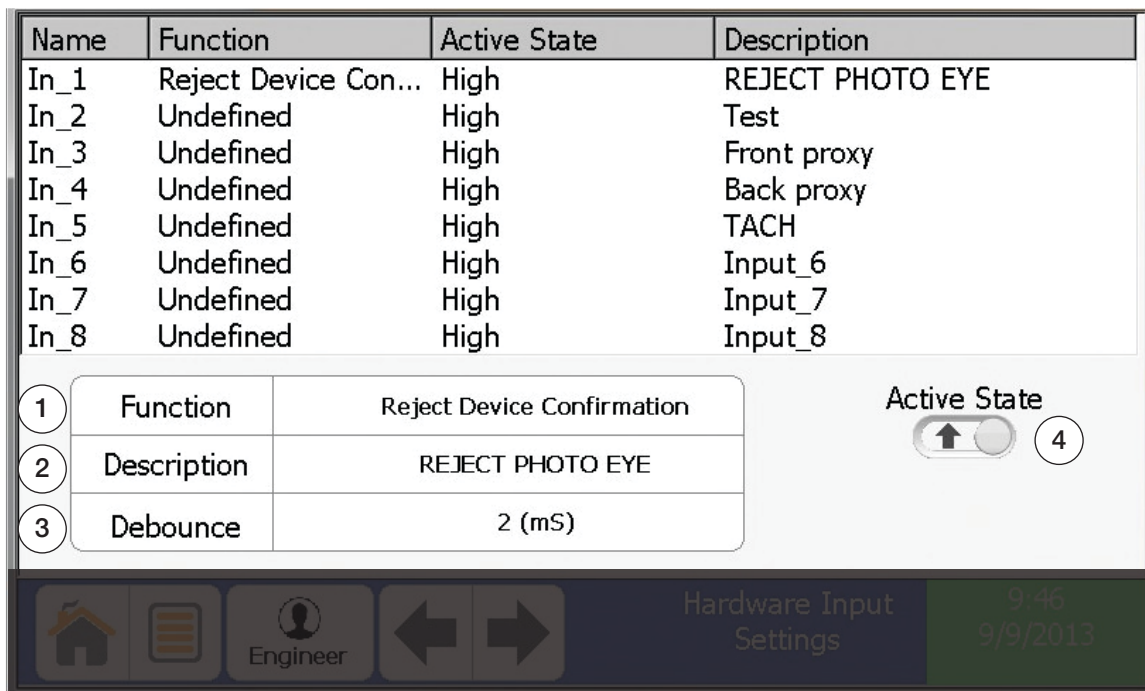 Name Function Active State Description
In_1 Reject Device Con... High REJECT PHOTO EYE
In_2 Undefined High Test
In_3 Undefined High Front proxy
In_4 Undefined High Back proxy
In_5 Undefined High TACH
In_6 Undefined High Input_6
In_7 Undefined High Input_7
In_8 Undefined High Input_8
1 Function Reject Device Confirmation
Active State
4
2 Description REJECT PHOTO EYE
3 Debounce 2 (mS)
Engineer
Hardware Input
Settings
9:46
9/9/2013